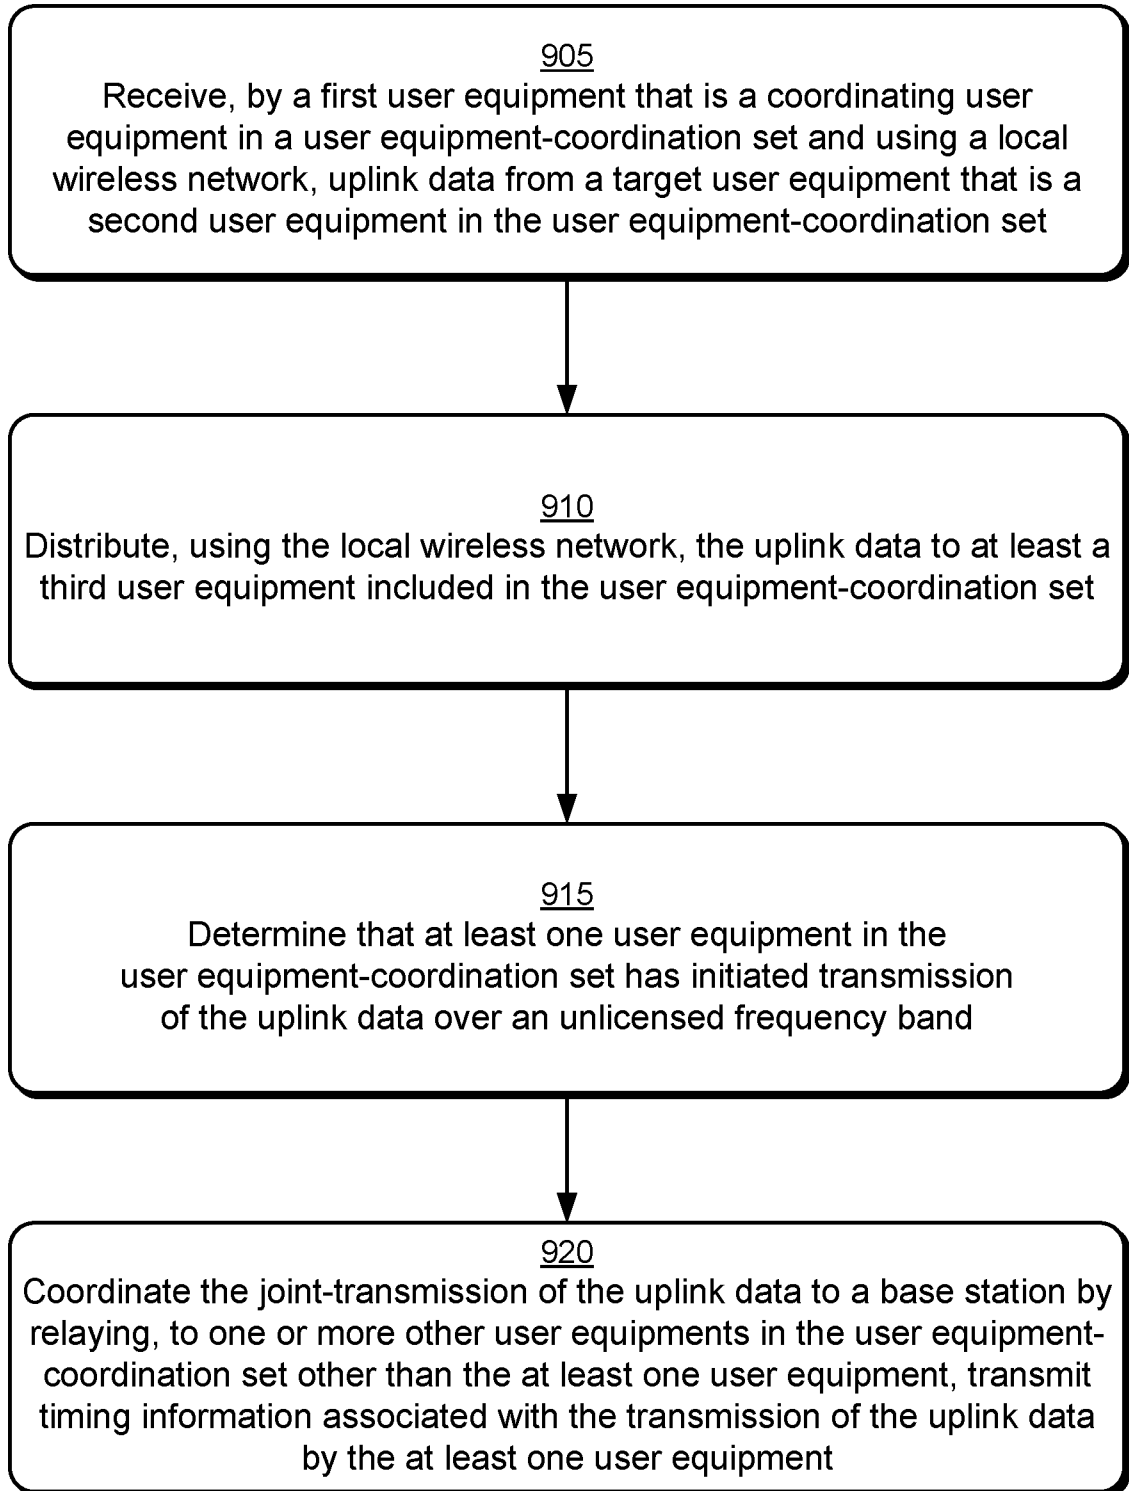 905
Receive, by a first user equipment that is a coordinating user
equipment in a user equipment-coordination set and using a local
wireless network, uplink data from a target user equipment that is a
second user equipment in the user equipment-coordination set
910
Distribute, using the local wireless network, the uplink data to at least a
third user equipment included in the user equipment-coordination set
915
Determine that at least one user equipment in the
user equipment-coordination set has initiated transmission
of the uplink data over an unlicensed frequency band
920
Coordinate the joint-transmission of the uplink data to a base station by
relaying, to one or more other user equipments in the user equipment-
coordination set other than the at least one user equipment, transmit
timing information associated with the transmission of the uplink data
by the at least one user equipment